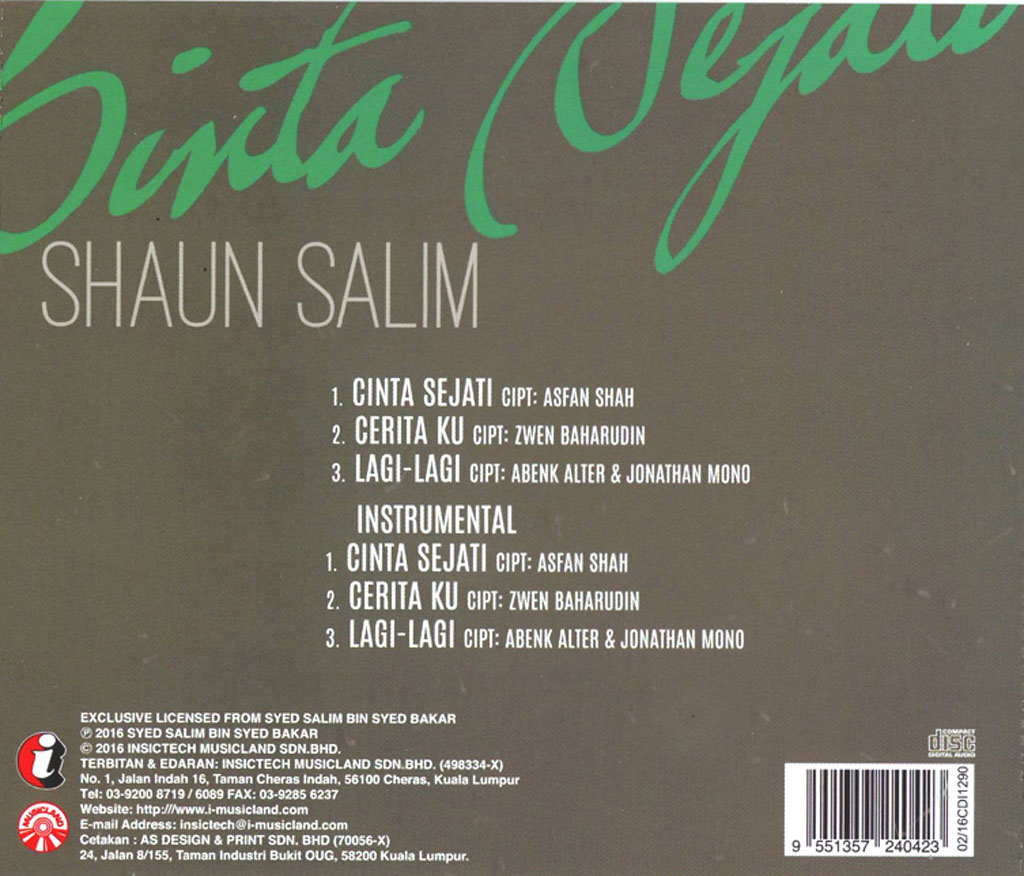 Cinta Sejati
SHAUN SALIM
1. CINTA SEJATI CIPT: ASFAN SHAH
2. CERITA KU CIPT: ZWEN BAHARUDIN
3. LAGI-LAGI CIPT: ABENK ALTER & JONATHAN MONO
INSTRUMENTAL
1. CINTA SEJATI CIPT: ASFAN SHAH
2. CERITA KU CIPT: ZWEN BAHARUDIN
3. LAGI-LAGI CIPT: ABENK ALTER & JONATHAN MONO
EXCLUSIVE LICENSED FROM SYED SALIM BIN SYED BAKAR
℗ 2016 SYED SALIM BIN SYED BAKAR
© 2016 INSICTECH MUSICLAND SDN.BHD.
TERBITAN & EDARAN: INSICTECH MUSICLAND SDN.BHD. (498334-X)
No. 1, Jalan Indah 16, Taman Cheras Indah, 56100 Cheras, Kuala Lumpur
Tel: 03-9200 8719 / 6089 FAX: 03-9285 6237
Website: http:///www.i-musicland.com
E-mail Address: insictech@i-musicland.com
Cetakan : AS DESIGN & PRINT SDN. BHD (70056-X)
24, Jalan 8/155, Taman Industri Bukit OUG, 58200 Kuala Lumpur.
i
MUSICLAND
COMPACT
disc
DIGITAL AUDIO
9 551357 240423
02/16CDI1290